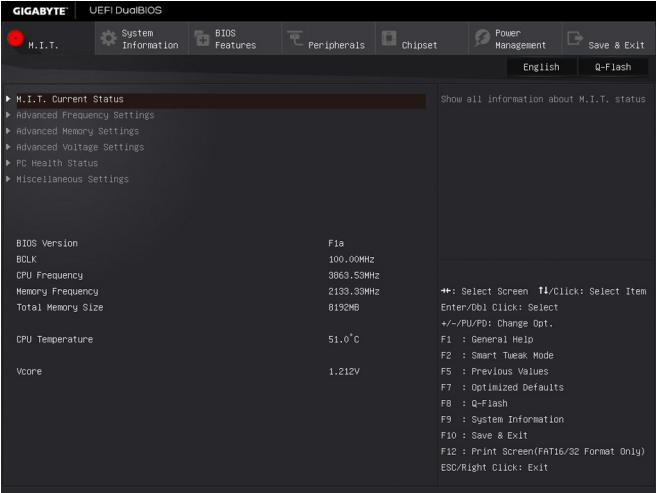 GIGABYTE™ UEFI DualBIOS
M.I.T.
System
Information
BIOS
Features
Peripherals
Chipset
Power
Management
Save & Exit
English Q-Flash
M.I.T. Current Status
Advanced Frequency Settings
Advanced Memory Settings
Advanced Voltage Settings
PC Health Status
Miscellaneous Settings
Show all information about M.I.T. status
BIOS Version F1a
BCLK 100.00MHz
CPU Frequency 3863.53MHz
Memory Frequency 2133.33MHz
Total Memory Size 8192MB
CPU Temperature 51.0°C
Vcore 1.212V
→←: Select Screen ↑↓/Click: Select Item
Enter/Dbl Click: Select
+/-/PU/PD: Change Opt.
F1 : General Help
F2 : Smart Tweak Mode
F5 : Previous Values
F7 : Optimized Defaults
F8 : Q-Flash
F9 : System Information
F10 : Save & Exit
F12 : Print Screen(FAT16/32 Format Only)
ESC/Right Click: Exit